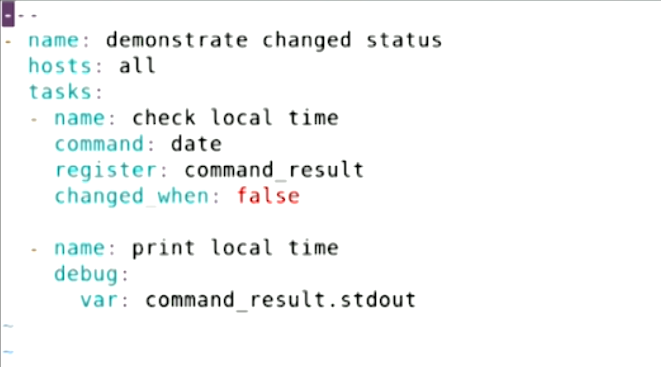 ---
- name: demonstrate changed status
  hosts: all
  tasks:
  - name: check local time
    command: date
    register: command_result
    changed_when: false

  - name: print local time
    debug:
      var: command_result.stdout
~
~